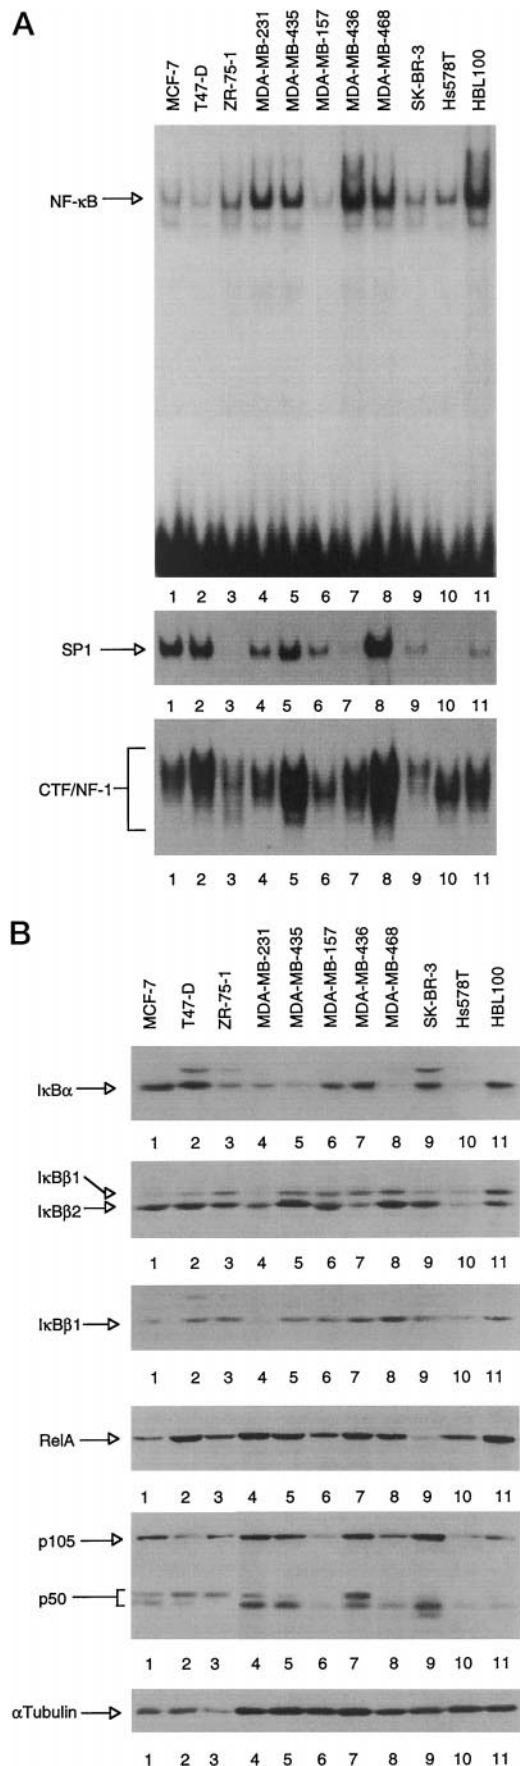 A
MCF-7 T47-D ZR-75-1 MDA-MB-231 MDA-MB-435 MDA-MB-157 MDA-MB-436 MDA-MB-468 SK-BR-3 Hs578T HBL100
NF-κB
1 2 3 4 5 6 7 8 9 10 11
SP1
1 2 3 4 5 6 7 8 9 10 11
CTF/NF-1
1 2 3 4 5 6 7 8 9 10 11
B
MCF-7 T47-D ZR-75-1 MDA-MB-231 MDA-MB-435 MDA-MB-157 MDA-MB-436 MDA-MB-468 SK-BR-3 Hs578T HBL100
IκBα
1 2 3 4 5 6 7 8 9 10 11
IκBβ1
IκBβ2
1 2 3 4 5 6 7 8 9 10 11
IκBβ1
1 2 3 4 5 6 7 8 9 10 11
RelA
1 2 3 4 5 6 7 8 9 10 11
p105
p50
1 2 3 4 5 6 7 8 9 10 11
αTubulin
1 2 3 4 5 6 7 8 9 10 11